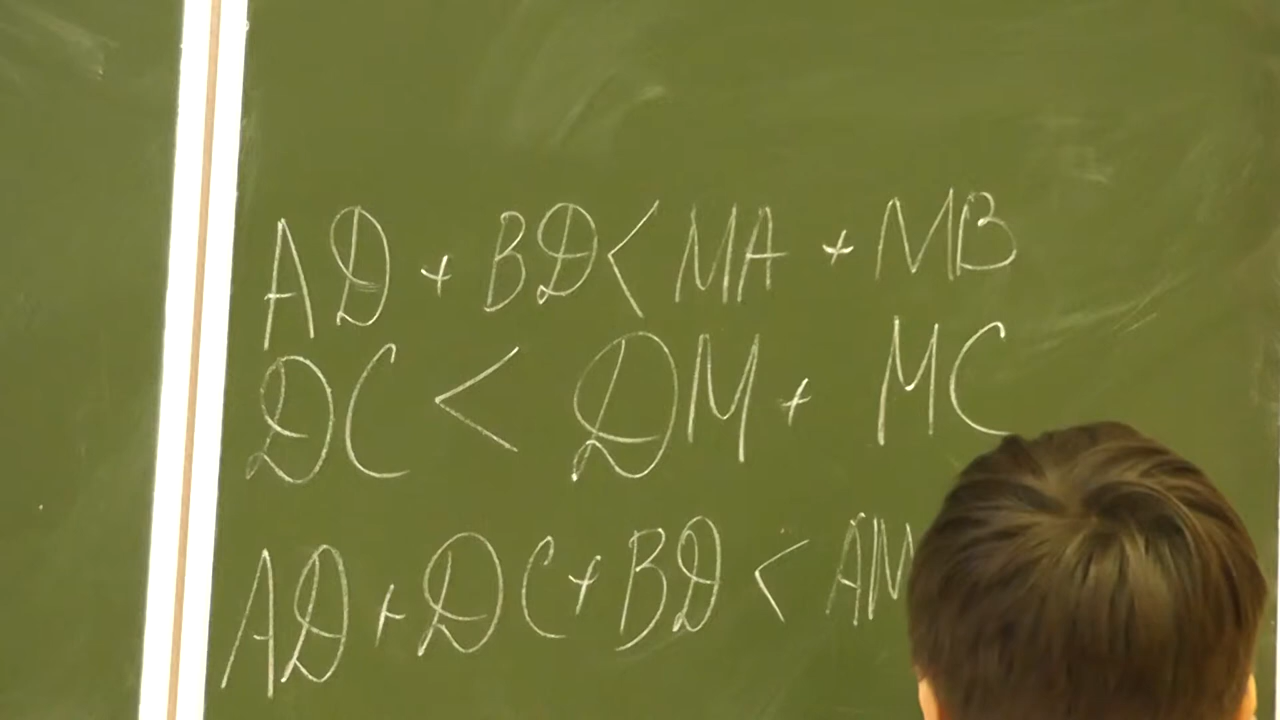 AD + BD < MA + MB
DC < DM + MC
AD + DC + BD < AM